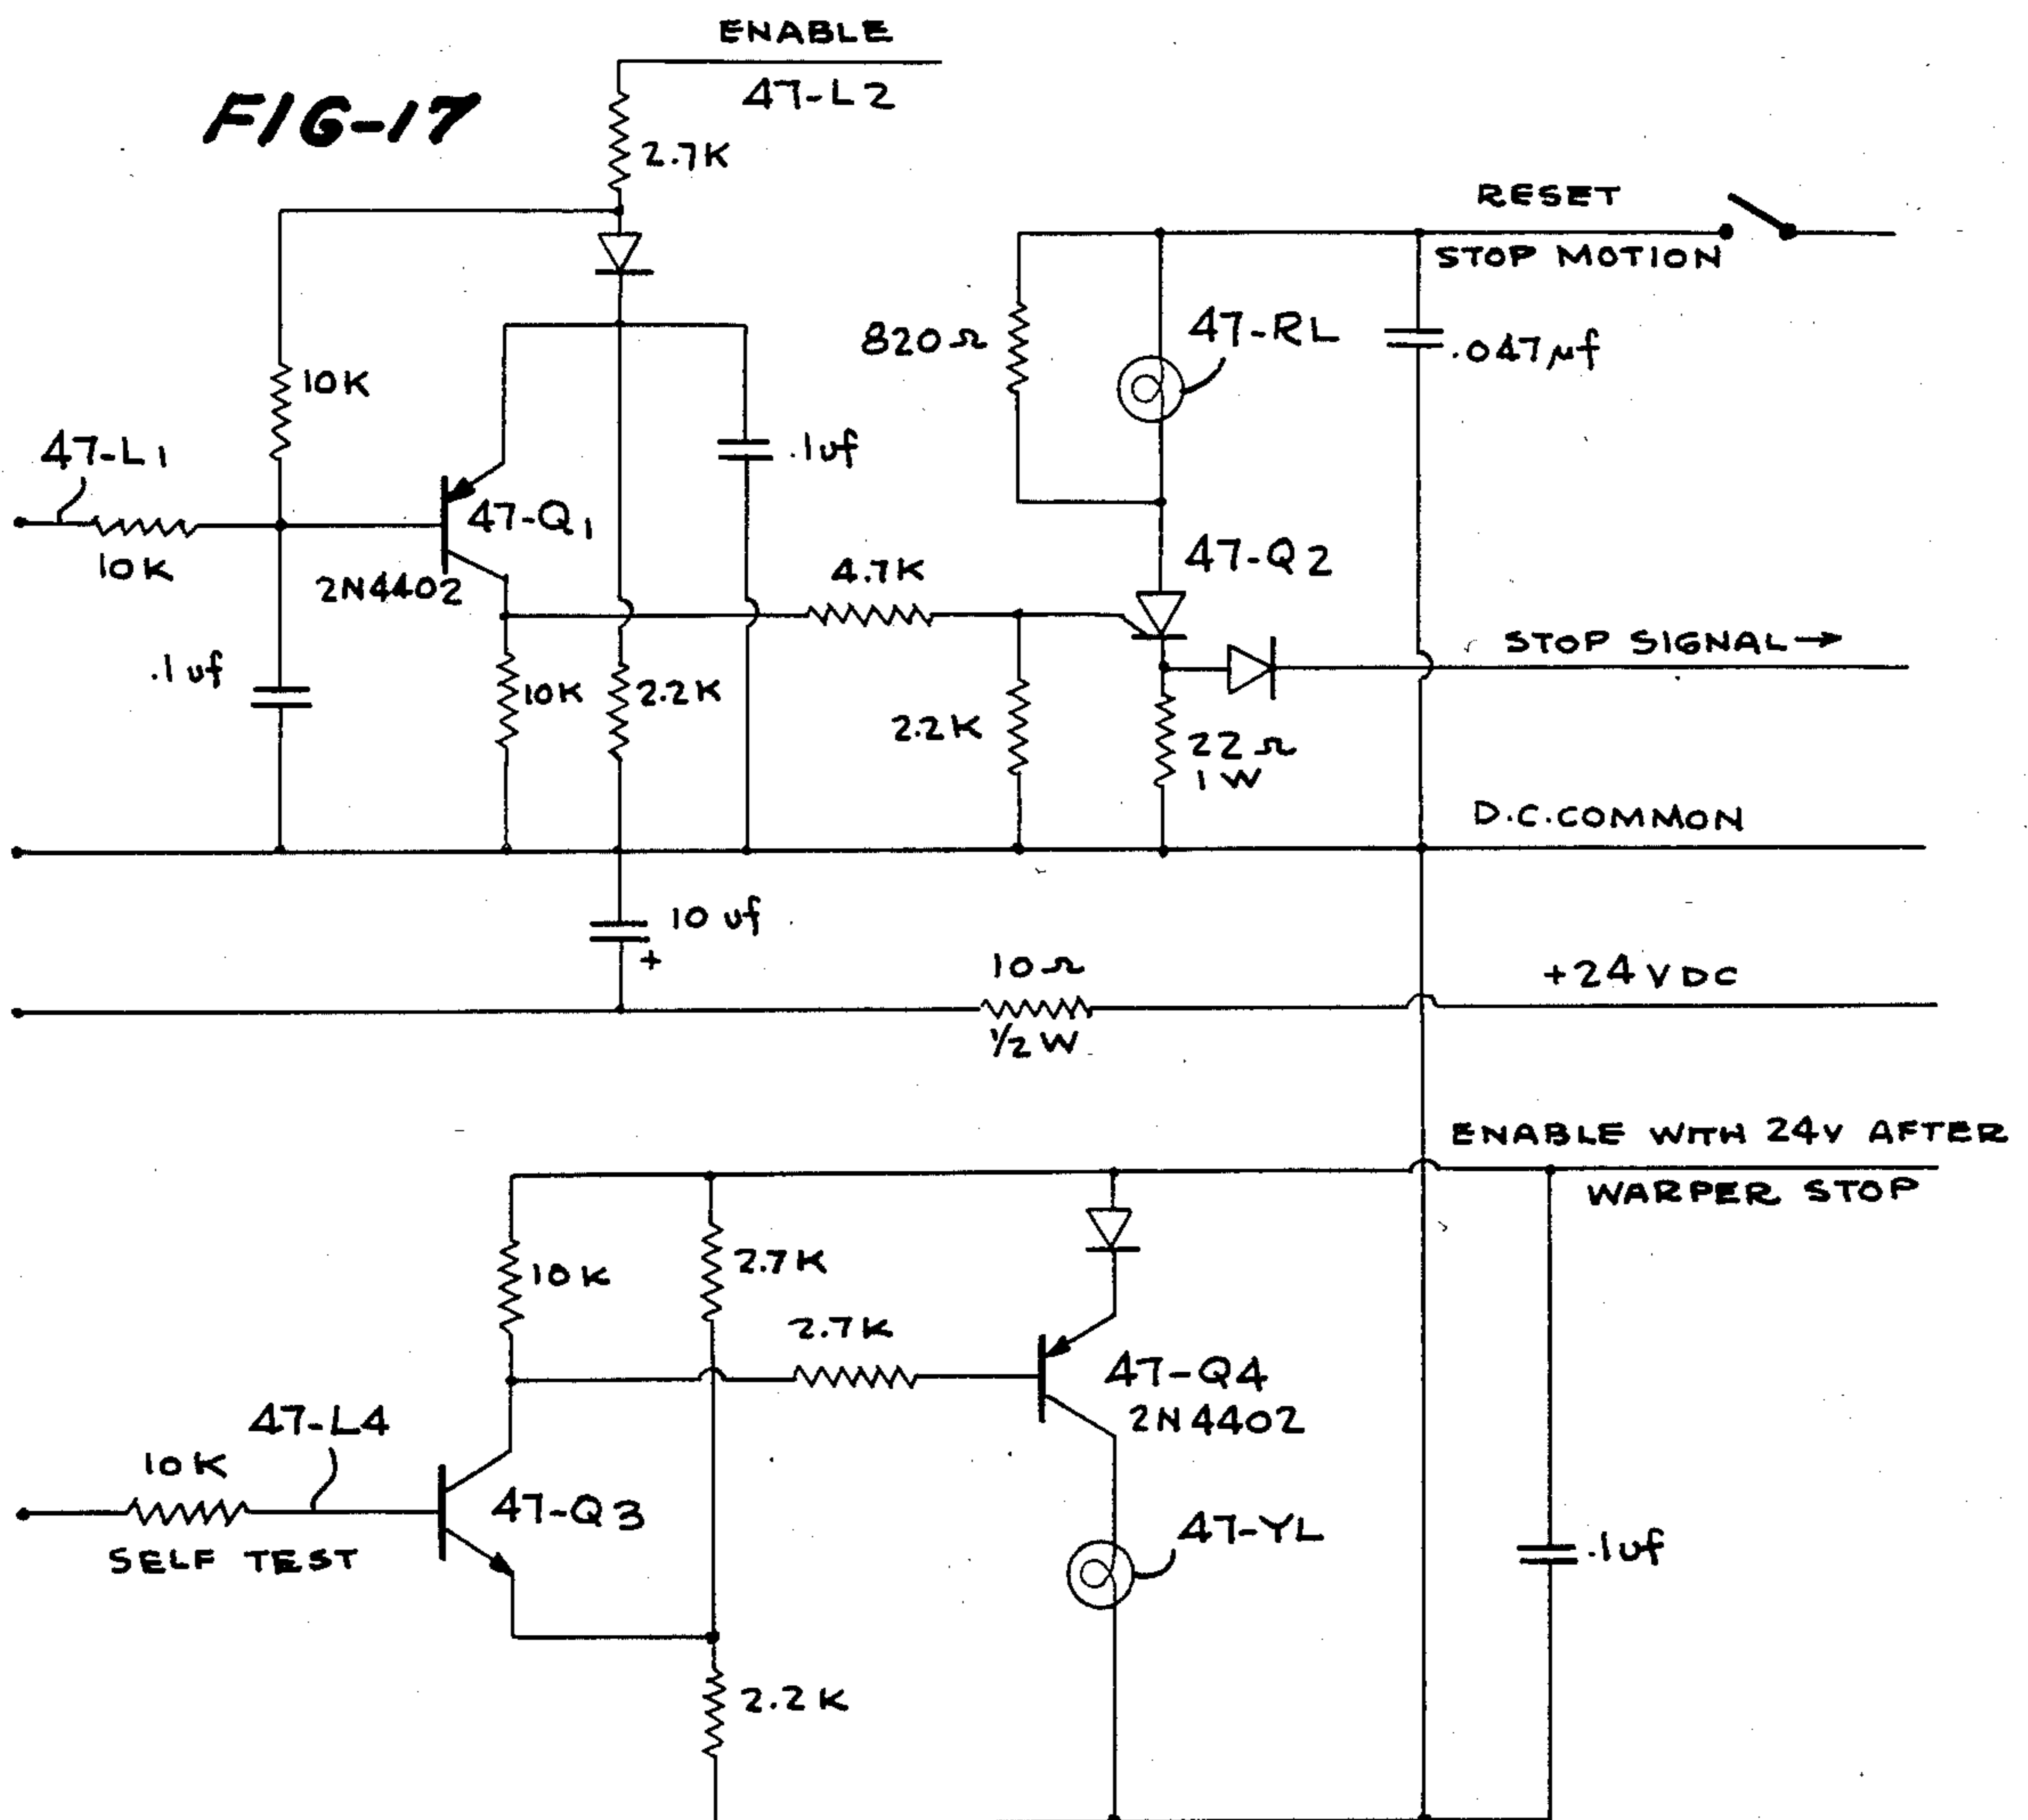 ENABLE
47-L2
FIG-17
2.7K
RESET
STOP MOTION
820Ω
47-RL
.047μf
10K
47-L1
.1uf
47-Q1
10K
2N4402
4.7K
47-Q2
STOP SIGNAL→
.1uf
10K
2.2K
2.2K
22Ω
1W
D.C.COMMON
10 uf
+
10Ω
+24VDC
1/2 W
ENABLE WITH 24V AFTER
WARPER STOP
10K
2.7K
2.7K
47-Q4
2N4402
47-L4
10K
47-Q3
SELF TEST
47-YL
.1uf
2.2K